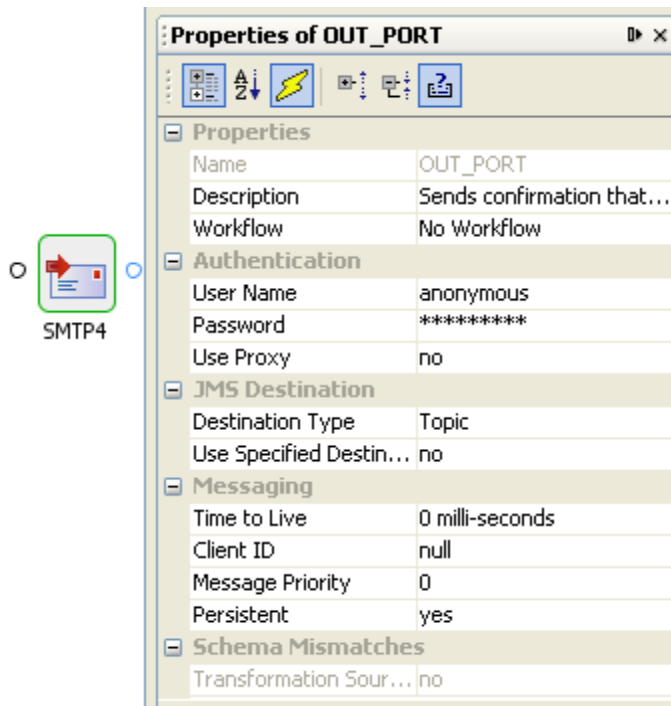 Properties of OUT_PORT
Properties
Name OUT_PORT
Description Sends confirmation that...
Workflow No Workflow
Authentication
User Name anonymous
Password *********
Use Proxy no
JMS Destination
Destination Type Topic
Use Specified Destin... no
Messaging
Time to Live 0 milli-seconds
Client ID null
Message Priority 0
Persistent yes
Schema Mismatches
Transformation Sour... no
SMTP4